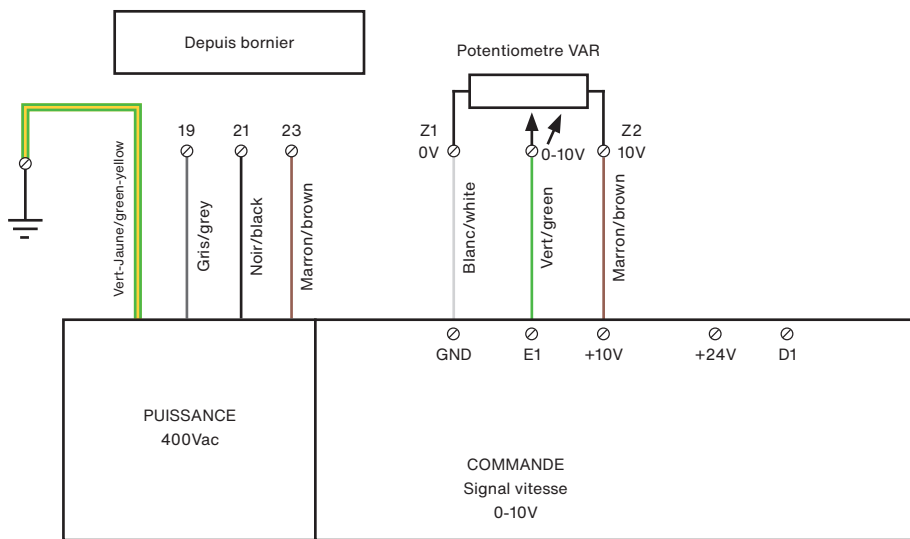 Depuis bornier
Potentiometre VAR
19
21
23
Z1
0V
0-10V
Z2
10V
Vert-Jaune/green-yellow
Gris/grey
Noir/black
Marron/brown
Blanc/white
Vert/green
Marron/brown
GND
E1
+10V
+24V
D1
PUISSANCE
400Vac
COMMANDE
Signal vitesse
0-10V